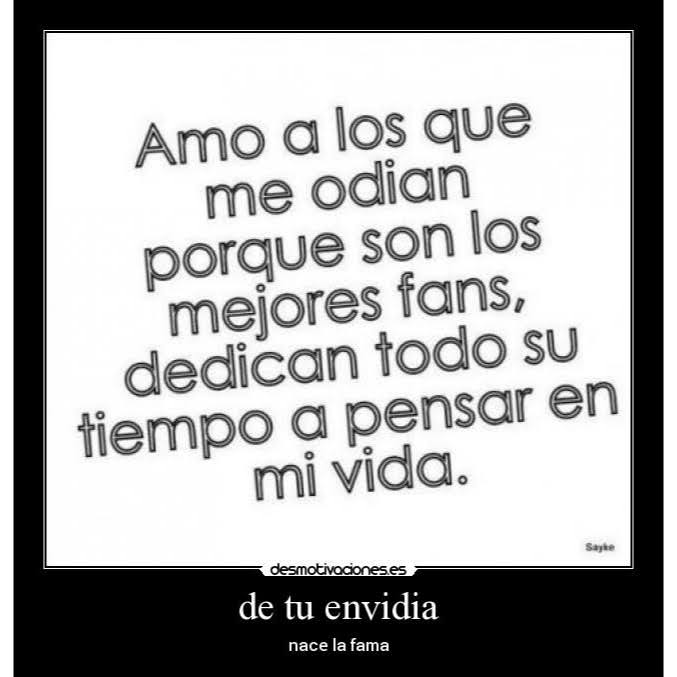 Amo a los que
me odian
porque son los
mejores fans,
dedican todo su
tiempo a pensar en
mi vida.
Sayke
desmotivaciones.es
de tu envidia
nace la fama